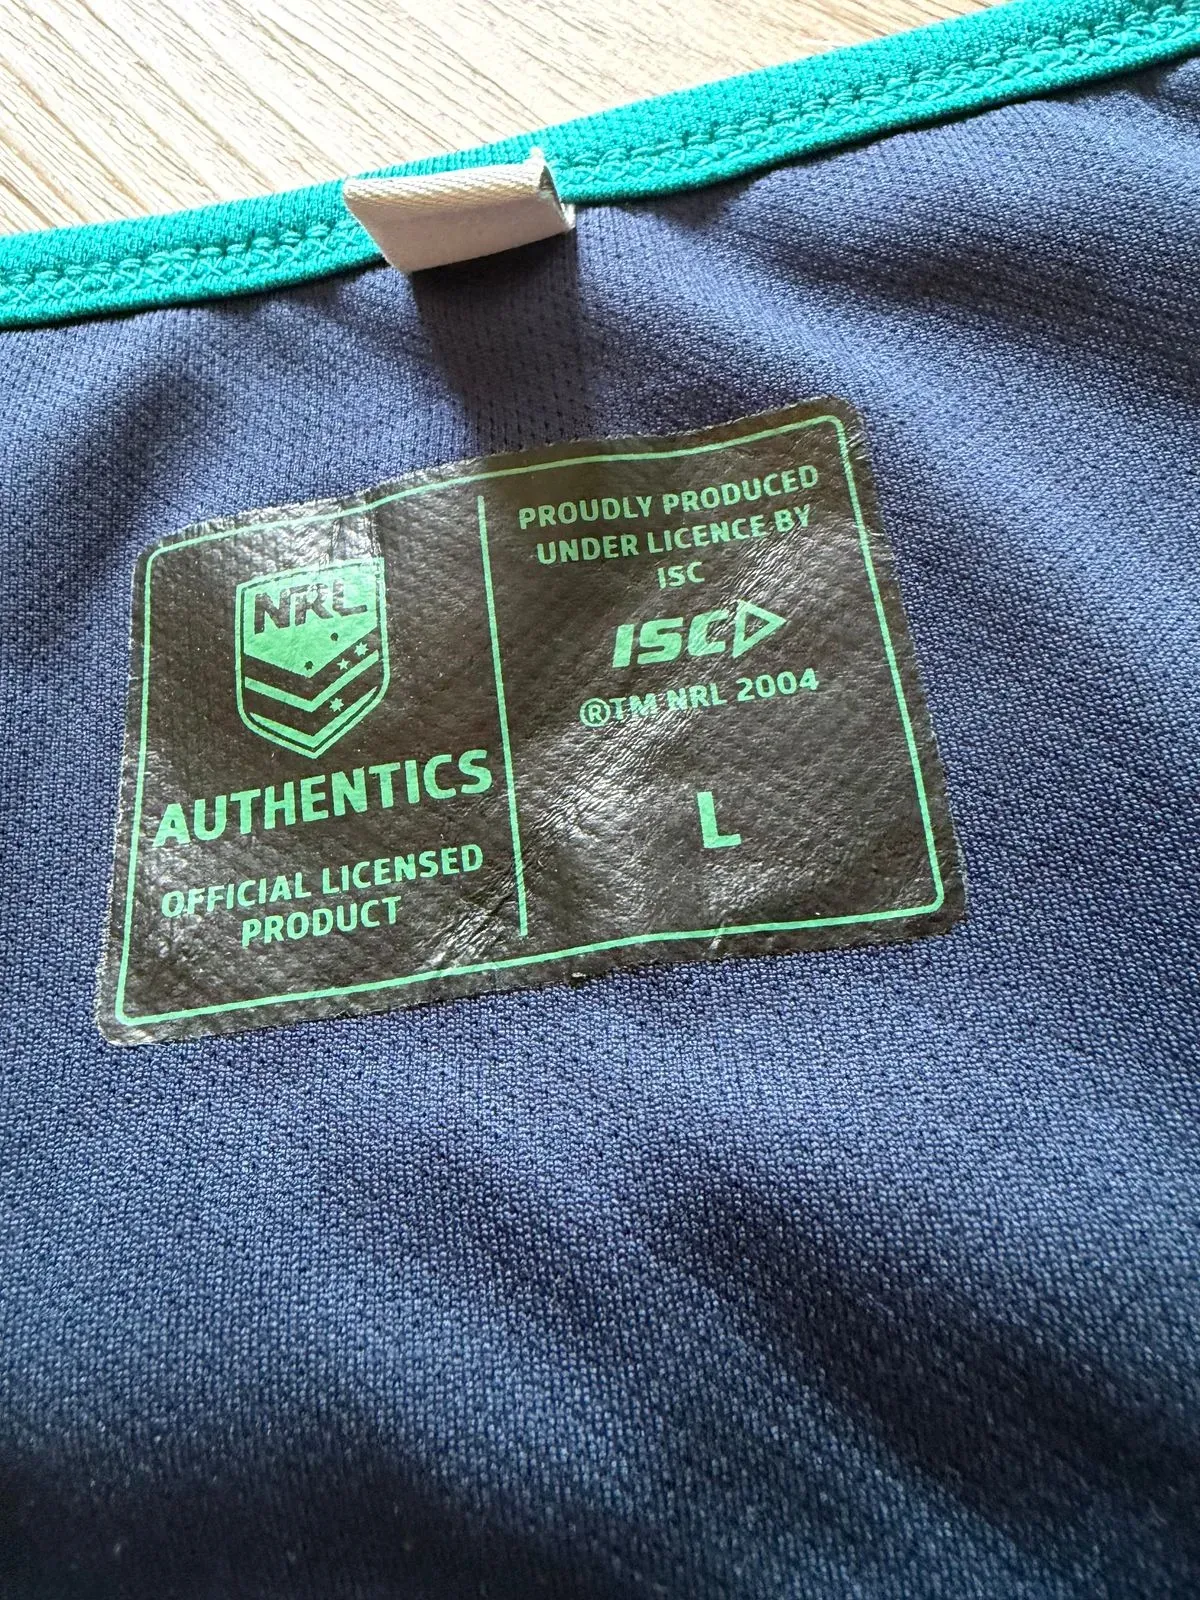 NRL
AUTHENTICS
OFFICIAL LICENSED
PRODUCT
PROUDLY PRODUCED
UNDER LICENCE BY
ISC
ISC
®TM NRL 2004
L